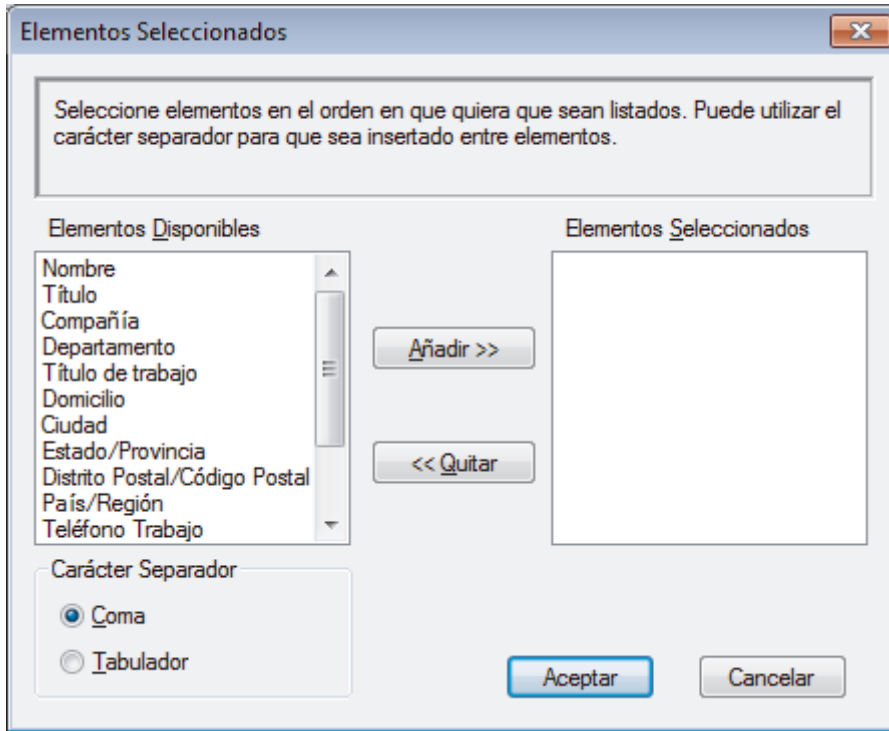 Elementos Seleccionados
Seleccione elementos en el orden en que quiera que sean listados. Puede utilizar el
carácter separador para que sea insertado entre elementos.
Elementos Disponibles
Elementos Seleccionados
Nombre
Título
Compañía
Departamento
Título de trabajo
Domicilio
Ciudad
Estado/Provincia
Distrito Postal/Código Postal
País/Región
Teléfono Trabajo
Añadir >>
<< Quitar
Carácter Separador
Coma
Tabulador
Aceptar
Cancelar